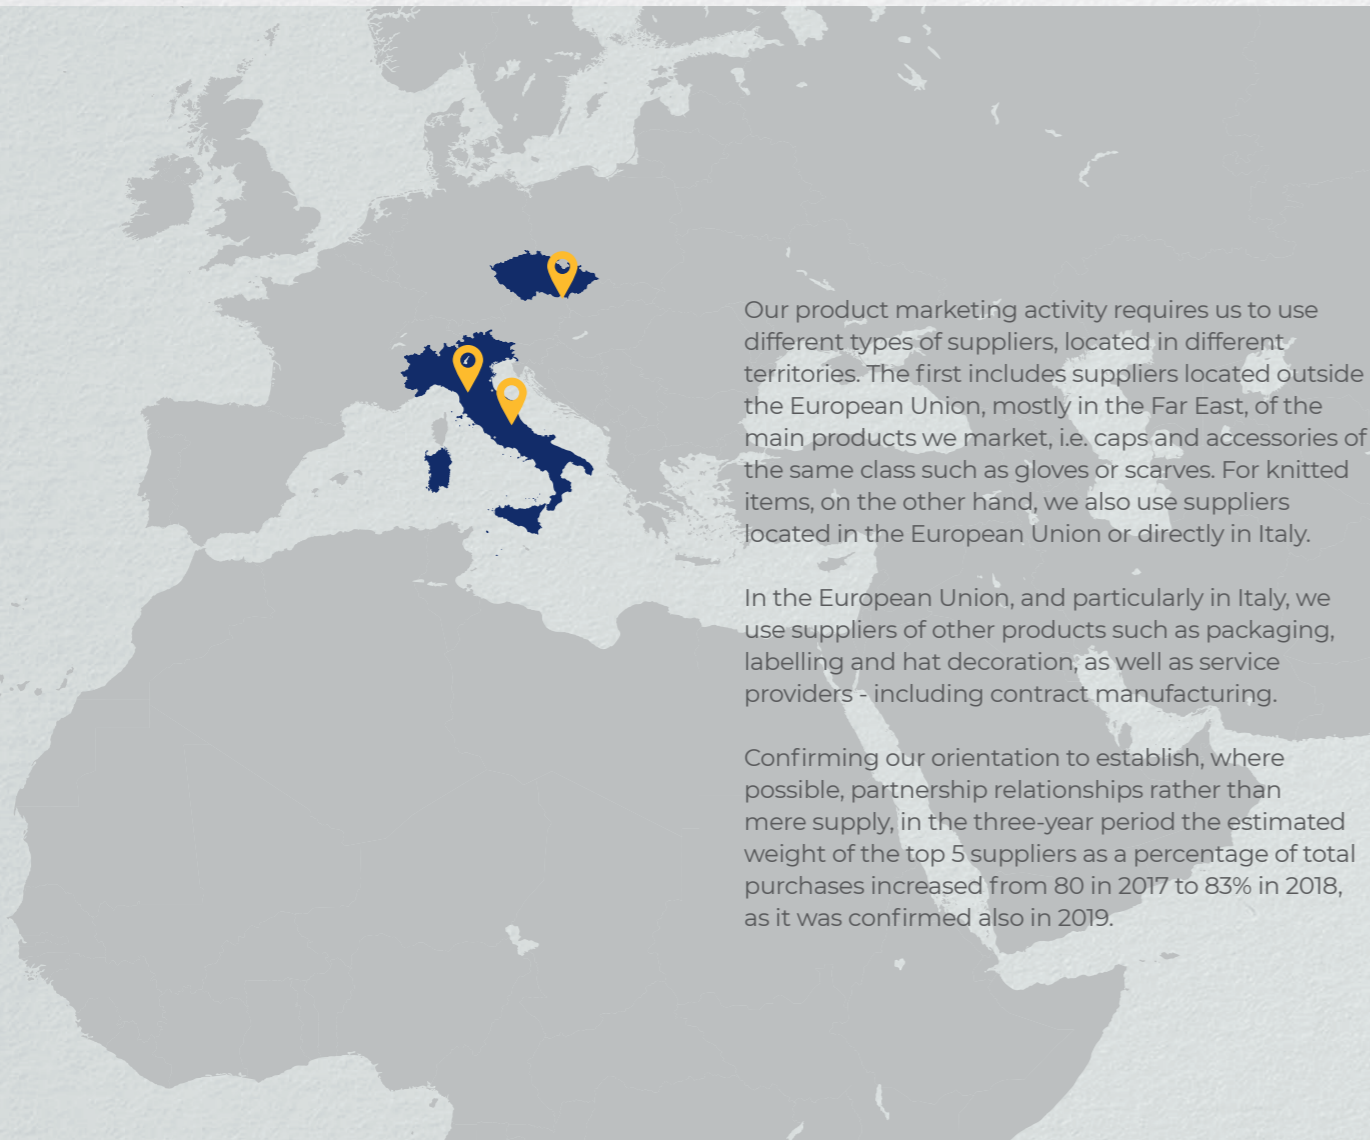 Our product marketing activity requires us to use
different types of suppliers, located in different
territories. The first includes suppliers located outside
the European Union, mostly in the Far East, of the
main products we market, i.e. caps and accessories of
the same class such as gloves or scarves. For knitted
items, on the other hand, we also use suppliers
located in the European Union or directly in Italy.
In the European Union, and particularly in Italy, we
use suppliers of other products such as packaging,
labelling and hat decoration, as well as service
providers - including contract manufacturing.
Confirming our orientation to establish, where
possible, partnership relationships rather than
mere supply, in the three-year period the estimated
weight of the top 5 suppliers as a percentage of total
purchases increased from 80 in 2017 to 83% in 2018,
as it was confirmed also in 2019.